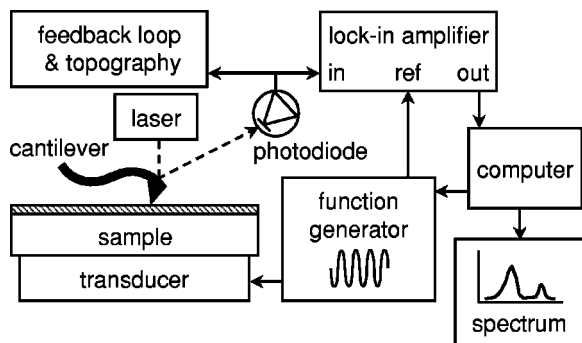 feedback loop
& topography
lock-in amplifier
in ref out
laser
cantilever
photodiode
computer
function
generator
sample
transducer
spectrum